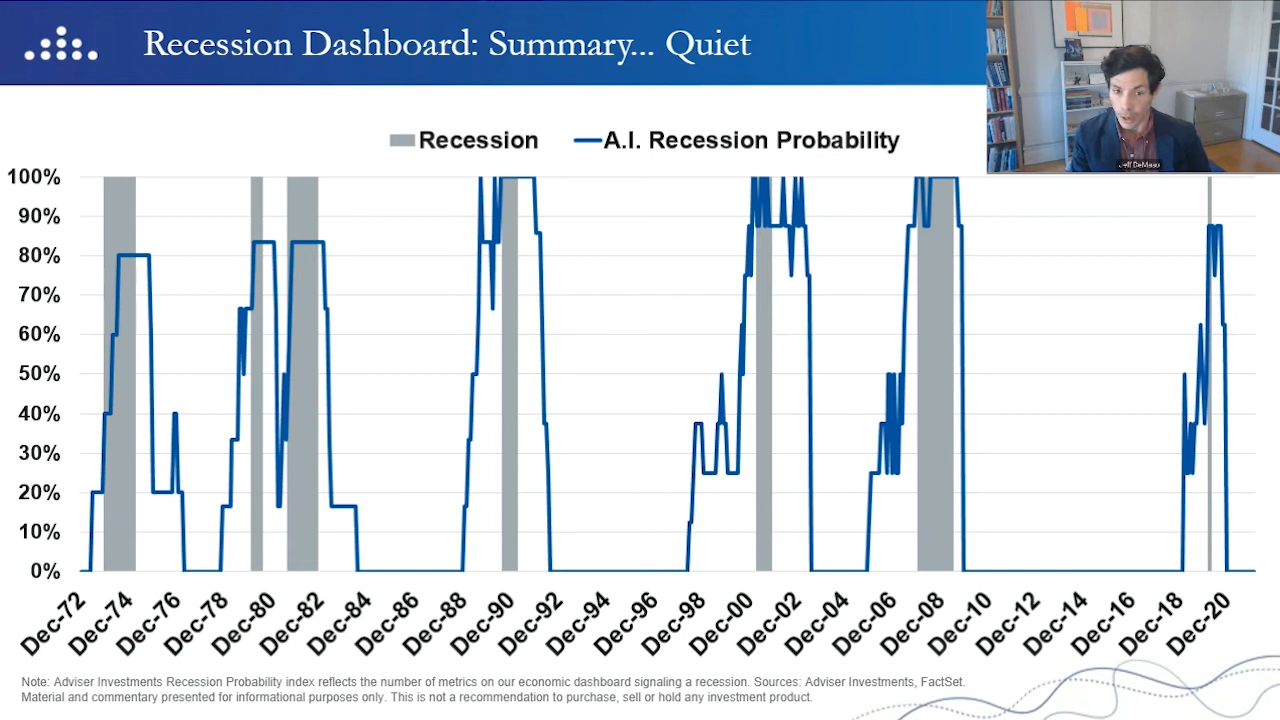 Recession Dashboard: Summary... Quiet
Jeff DeMaso
Recession
A.I. Recession Probability
100%
90%
80%
70%
60%
50%
40%
30%
20%
10%
0%
Dec-72
Dec-74
Dec-76
Dec-78
Dec-80
Dec-82
Dec-84
Dec-86
Dec-88
Dec-90
Dec-92
Dec-94
Dec-96
Dec-98
Dec-00
Dec-02
Dec-04
Dec-06
Dec-08
Dec-10
Dec-12
Dec-14
Dec-16
Dec-18
Dec-20
Note: Adviser Investments Recession Probability index reflects the number of metrics on our economic dashboard signaling a recession. Sources: Adviser Investments, FactSet.
Material and commentary presented for informational purposes only. This is not a recommendation to purchase, sell or hold any investment product.